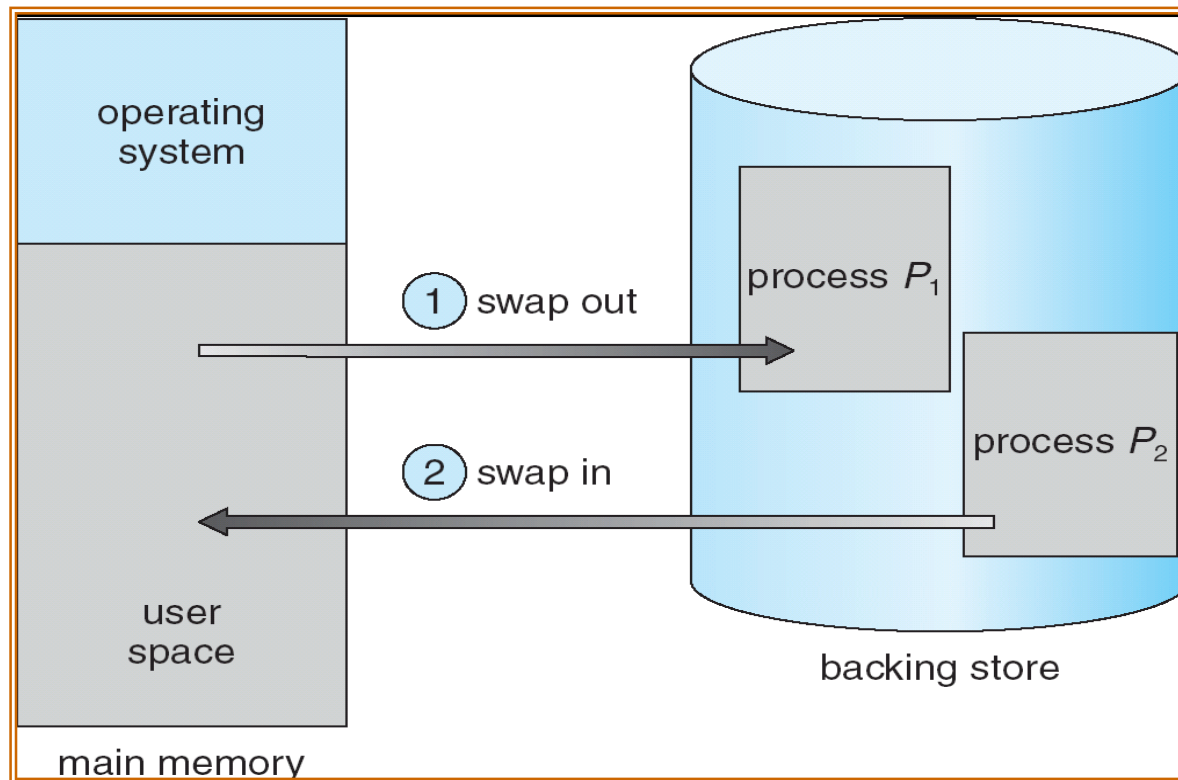 operating
system
process P₁
1 swap out
process P₂
2 swap in
user
space
backing store
main memory